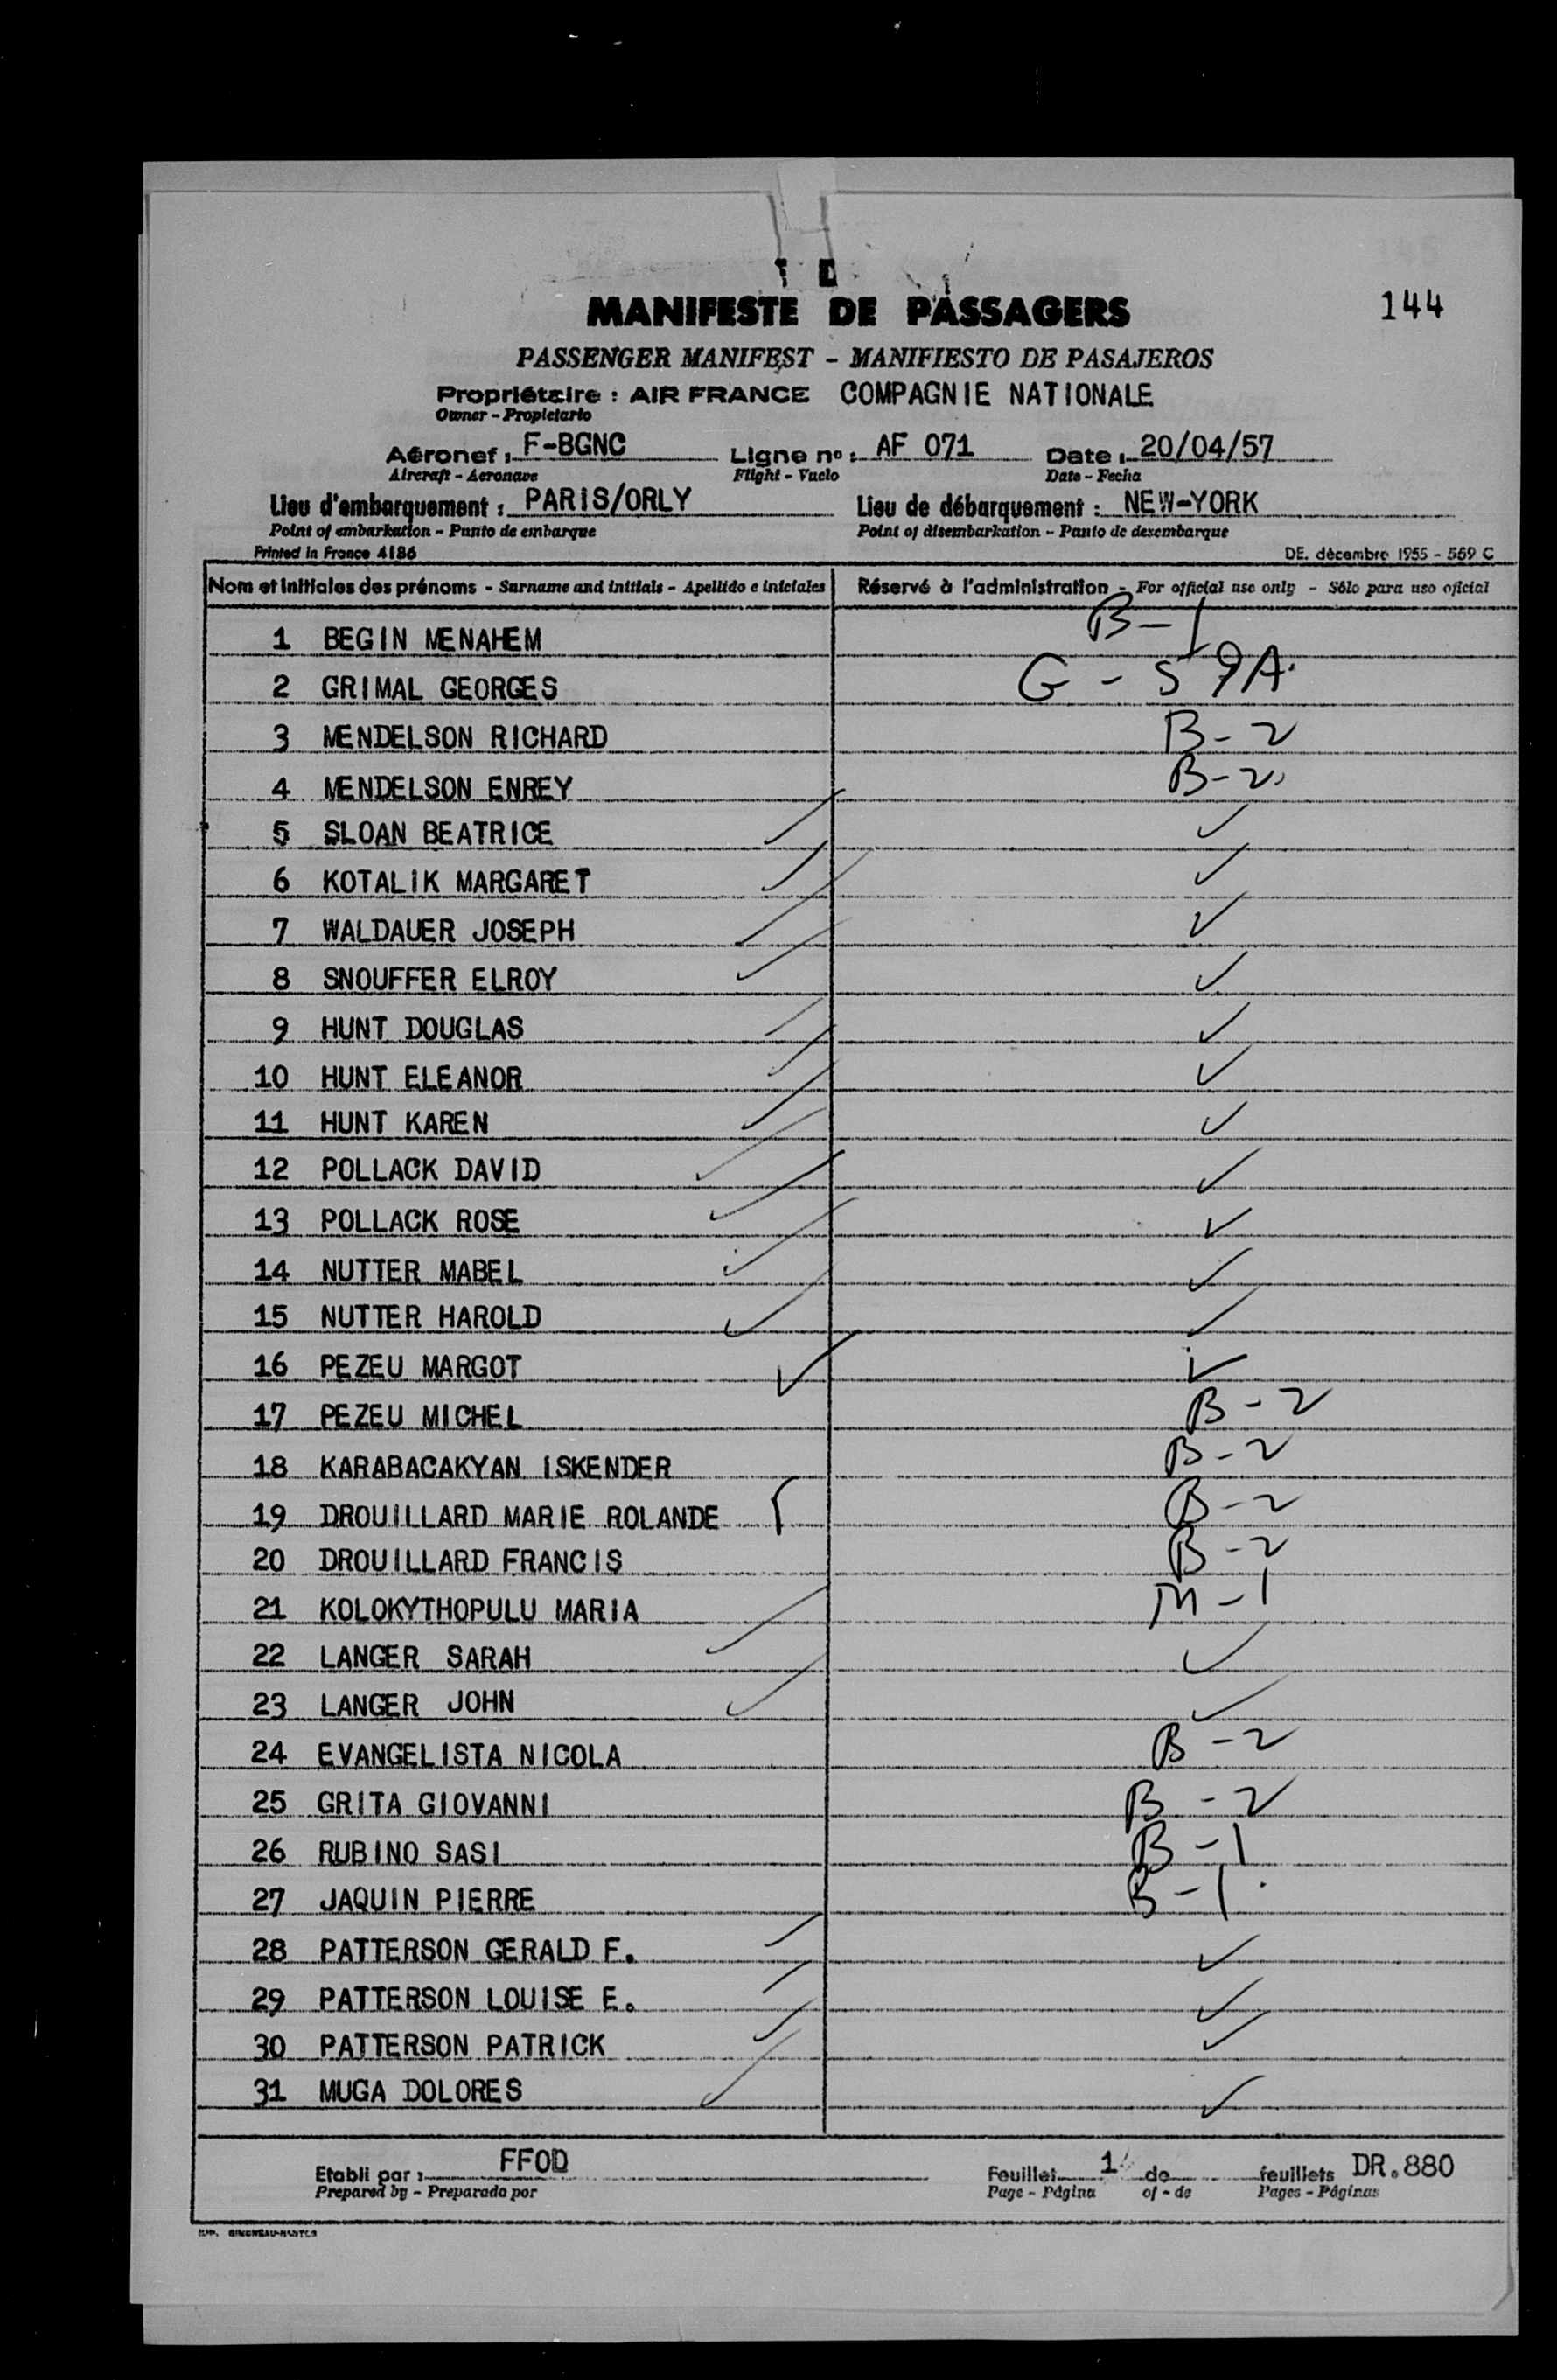 144
MANIFESTE DE PASSAGERS
PASSENGER MANIFEST - MANIFIESTO DE PASAJEROS
Propriétaire : AIR FRANCE COMPAGNIE NATIONALE
Owner - Propietario
Aéronef : F-BGNC Ligne no : AF 071 Date : 20/04/57
Aircraft - Aeronave Flight - Vuelo Date - Fecha
Lieu d'embarquement : PARIS/ORLY Lieu de débarquement : NEW-YORK
Point of embarkation - Punto de embarque Point of disembarkation - Punto de desembarque
Printed in France 4186 DE. décembre 1955 - 569 C
Nom et initiales des prénoms - Surname and initials - Apellido e iniciales Réservé à l'administration - For official use only - Sólo para uso oficial
1 BEGIN MENAHEM B-1
2 GRIMAL GEORGES G - 5 9A
3 MENDELSON RICHARD B-2
4 MENDELSON ENREY B-2
5 SLOAN BEATRICE ✓ ✓
6 KOTALIK MARGARET ✓ ✓
7 WALDAUER JOSEPH ✓ ✓
8 SNOUFFER ELROY ✓ ✓
9 HUNT DOUGLAS ✓ ✓
10 HUNT ELEANOR ✓ ✓
11 HUNT KAREN ✓ ✓
12 POLLACK DAVID ✓ ✓
13 POLLACK ROSE ✓ ✓
14 NUTTER MABEL ✓ ✓
15 NUTTER HAROLD ✓ ✓
16 PEZEU MARGOT ✓ ✓
17 PEZEU MICHEL B-2
18 KARABACAKYAN ISKENDER B-2
19 DROUILLARD MARIE ROLANDE B-2
20 DROUILLARD FRANCIS B-2
21 KOLOKYTHOPULU MARIA M-1
22 LANGER SARAH ✓ ✓
23 LANGER JOHN ✓ ✓
24 EVANGELISTA NICOLA B-2
25 GRITA GIOVANNI B-2
26 RUBINO SASI B-1
27 JAQUIN PIERRE B-1
28 PATTERSON GERALD F. ✓ ✓
29 PATTERSON LOUISE E. ✓ ✓
30 PATTERSON PATRICK ✓ ✓
31 MUGA DOLORES ✓ ✓
Etabli par : FFOD Feuillet 1 de feuillets DR.880
Prepared by - Preparado por Page - Página of - de Pages - Páginas